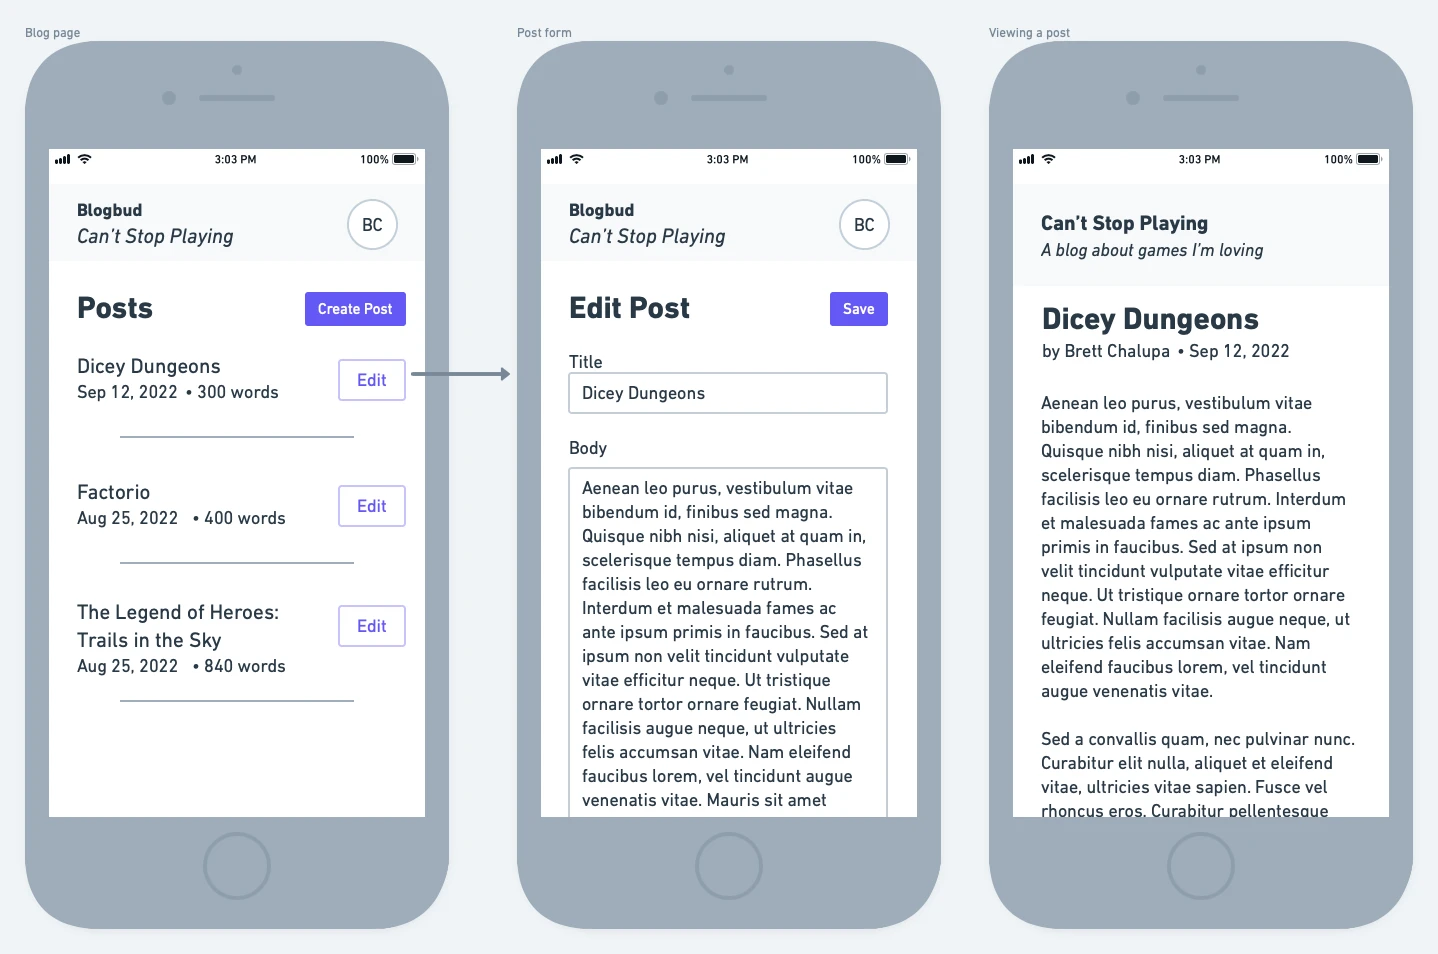 Blog page
3:03 PM
100%
Blogbud
Can't Stop Playing
BC
Posts
Create Post
Dicey Dungeons
Sep 12, 2022 • 300 words
Edit
Factorio
Aug 25, 2022 • 400 words
Edit
The Legend of Heroes:
Trails in the Sky
Aug 25, 2022 • 840 words
Edit
Post form
3:03 PM
100%
Blogbud
Can't Stop Playing
BC
Edit Post
Save
Title
Dicey Dungeons
Body
Aenean leo purus, vestibulum vitae
bibendum id, finibus sed magna.
Quisque nibh nisi, aliquet at quam in,
scelerisque tempus diam. Phasellus
facilisis leo eu ornare rutrum.
Interdum et malesuada fames ac
ante ipsum primis in faucibus. Sed at
ipsum non velit tincidunt vulputate
vitae efficitur neque. Ut tristique
ornare tortor ornare feugiat. Nullam
facilisis augue neque, ut ultricies
felis accumsan vitae. Nam eleifend
faucibus lorem, vel tincidunt augue
venenatis vitae. Mauris sit amet
Viewing a post
3:03 PM
100%
Can't Stop Playing
A blog about games I'm loving
Dicey Dungeons
by Brett Chalupa • Sep 12, 2022
Aenean leo purus, vestibulum vitae
bibendum id, finibus sed magna.
Quisque nibh nisi, aliquet at quam in,
scelerisque tempus diam. Phasellus
facilisis leo eu ornare rutrum. Interdum
et malesuada fames ac ante ipsum
primis in faucibus. Sed at ipsum non
velit tincidunt vulputate vitae efficitur
neque. Ut tristique ornare tortor ornare
feugiat. Nullam facilisis augue neque, ut
ultricies felis accumsan vitae. Nam
eleifend faucibus lorem, vel tincidunt
augue venenatis vitae.
Sed a convallis quam, nec pulvinar nunc.
Curabitur elit nulla, aliquet et eleifend
vitae, ultricies vitae sapien. Fusce vel
rhoncus eros. Curabitur pellentesque